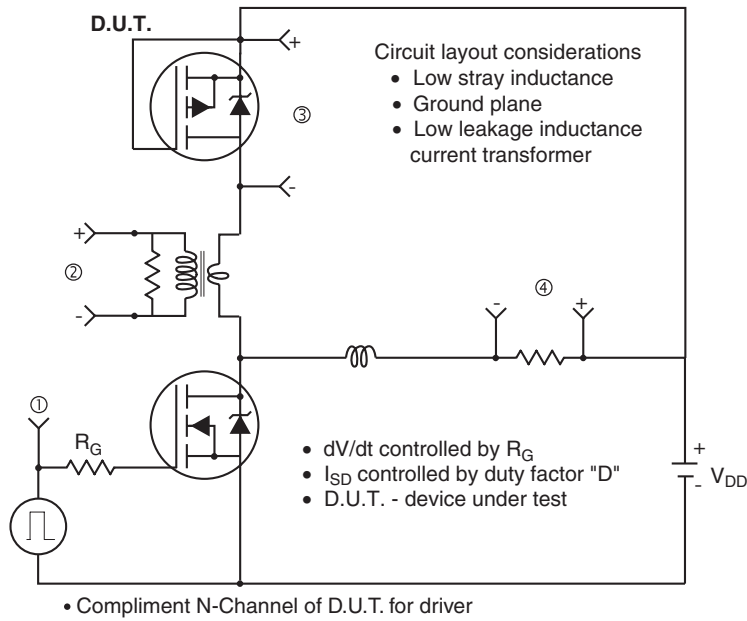 D.U.T.
+
Circuit layout considerations
• Low stray inductance
• Ground plane
• Low leakage inductance
current transformer
③
-
+
②
-
④
- +
①
R_G
• dV/dt controlled by R_G
• I_SD controlled by duty factor "D"
• D.U.T. - device under test
+
- V_DD
• Compliment N-Channel of D.U.T. for driver